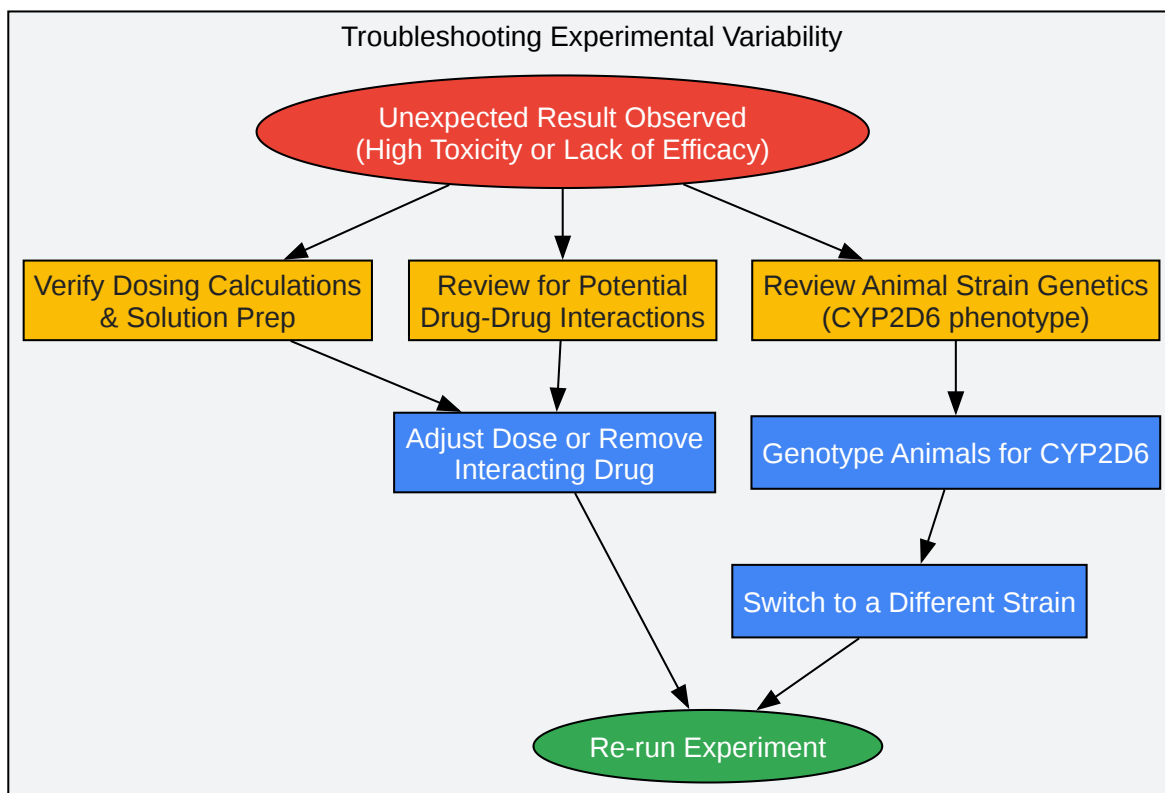 Troubleshooting Experimental Variability
Unexpected Result Observed
(High Toxicity or Lack of Efficacy)
Verify Dosing Calculations
& Solution Prep
Review for Potential
Drug-Drug Interactions
Review Animal Strain Genetics
(CYP2D6 phenotype)
Adjust Dose or Remove
Interacting Drug
Genotype Animals for CYP2D6
Switch to a Different Strain
Re-run Experiment